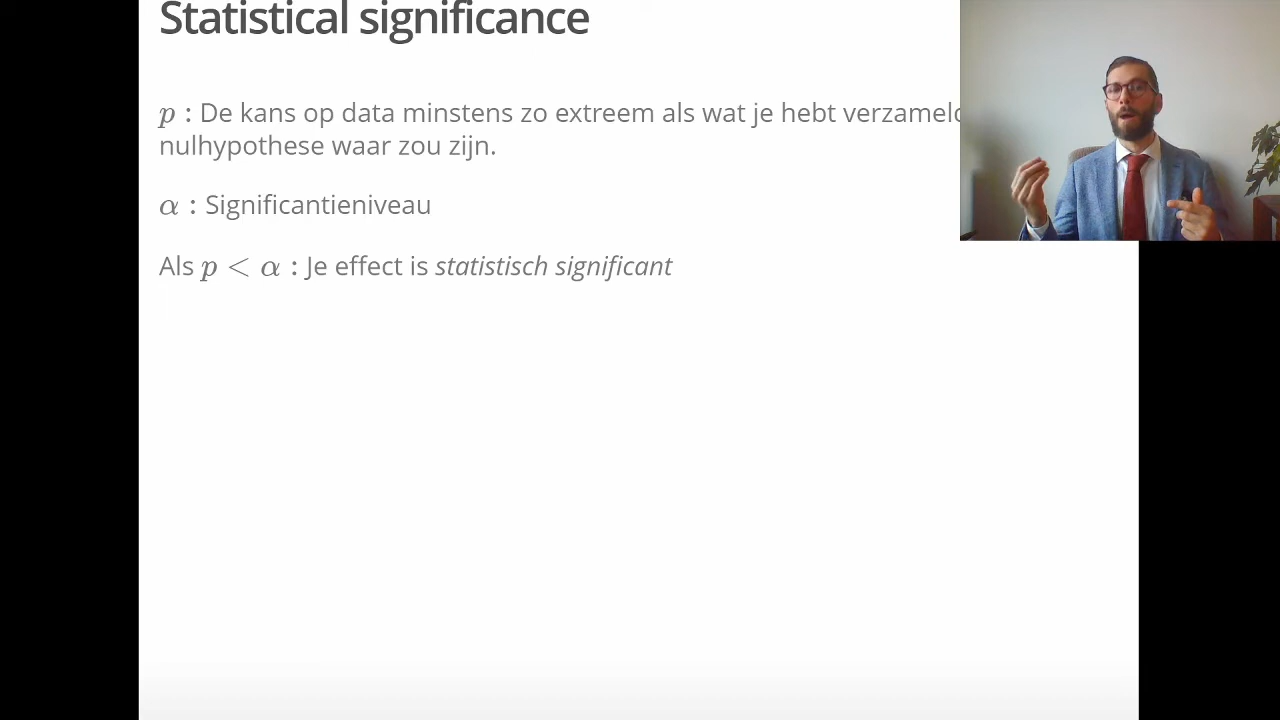 Statistical significance
p : De kans op data minstens zo extreem als wat je hebt verzameld
nulhypothese waar zou zijn.
α : Significantieniveau
Als p < α : Je effect is statistisch significant